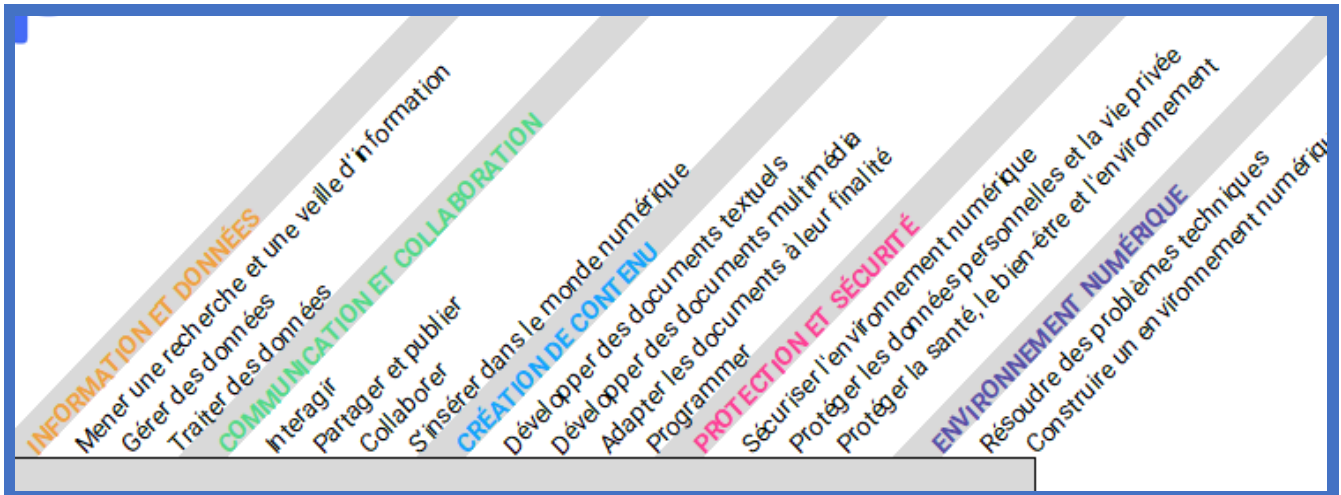 INFORMATION ET DONNÉES
Mener une recherche et une veille d'information
Gérer des données
Traiter des données
COMMUNICATION ET COLLABORATION
Interagir
Partager et publier
Collaborer
S'insérer dans le monde numérique
CRÉATION DE CONTENU
Développer des documents textuels
Développer des documents multimédia
Adapter les documents à leur finalité
Programmer
PROTECTION ET SÉCURITÉ
Sécuriser l'environnement numérique
Protéger les données personnelles et la vie privée
Protéger la santé, le bien-être et l'environnement
ENVIRONNEMENT NUMÉRIQUE
Résoudre des problèmes techniques
Construire un environnement